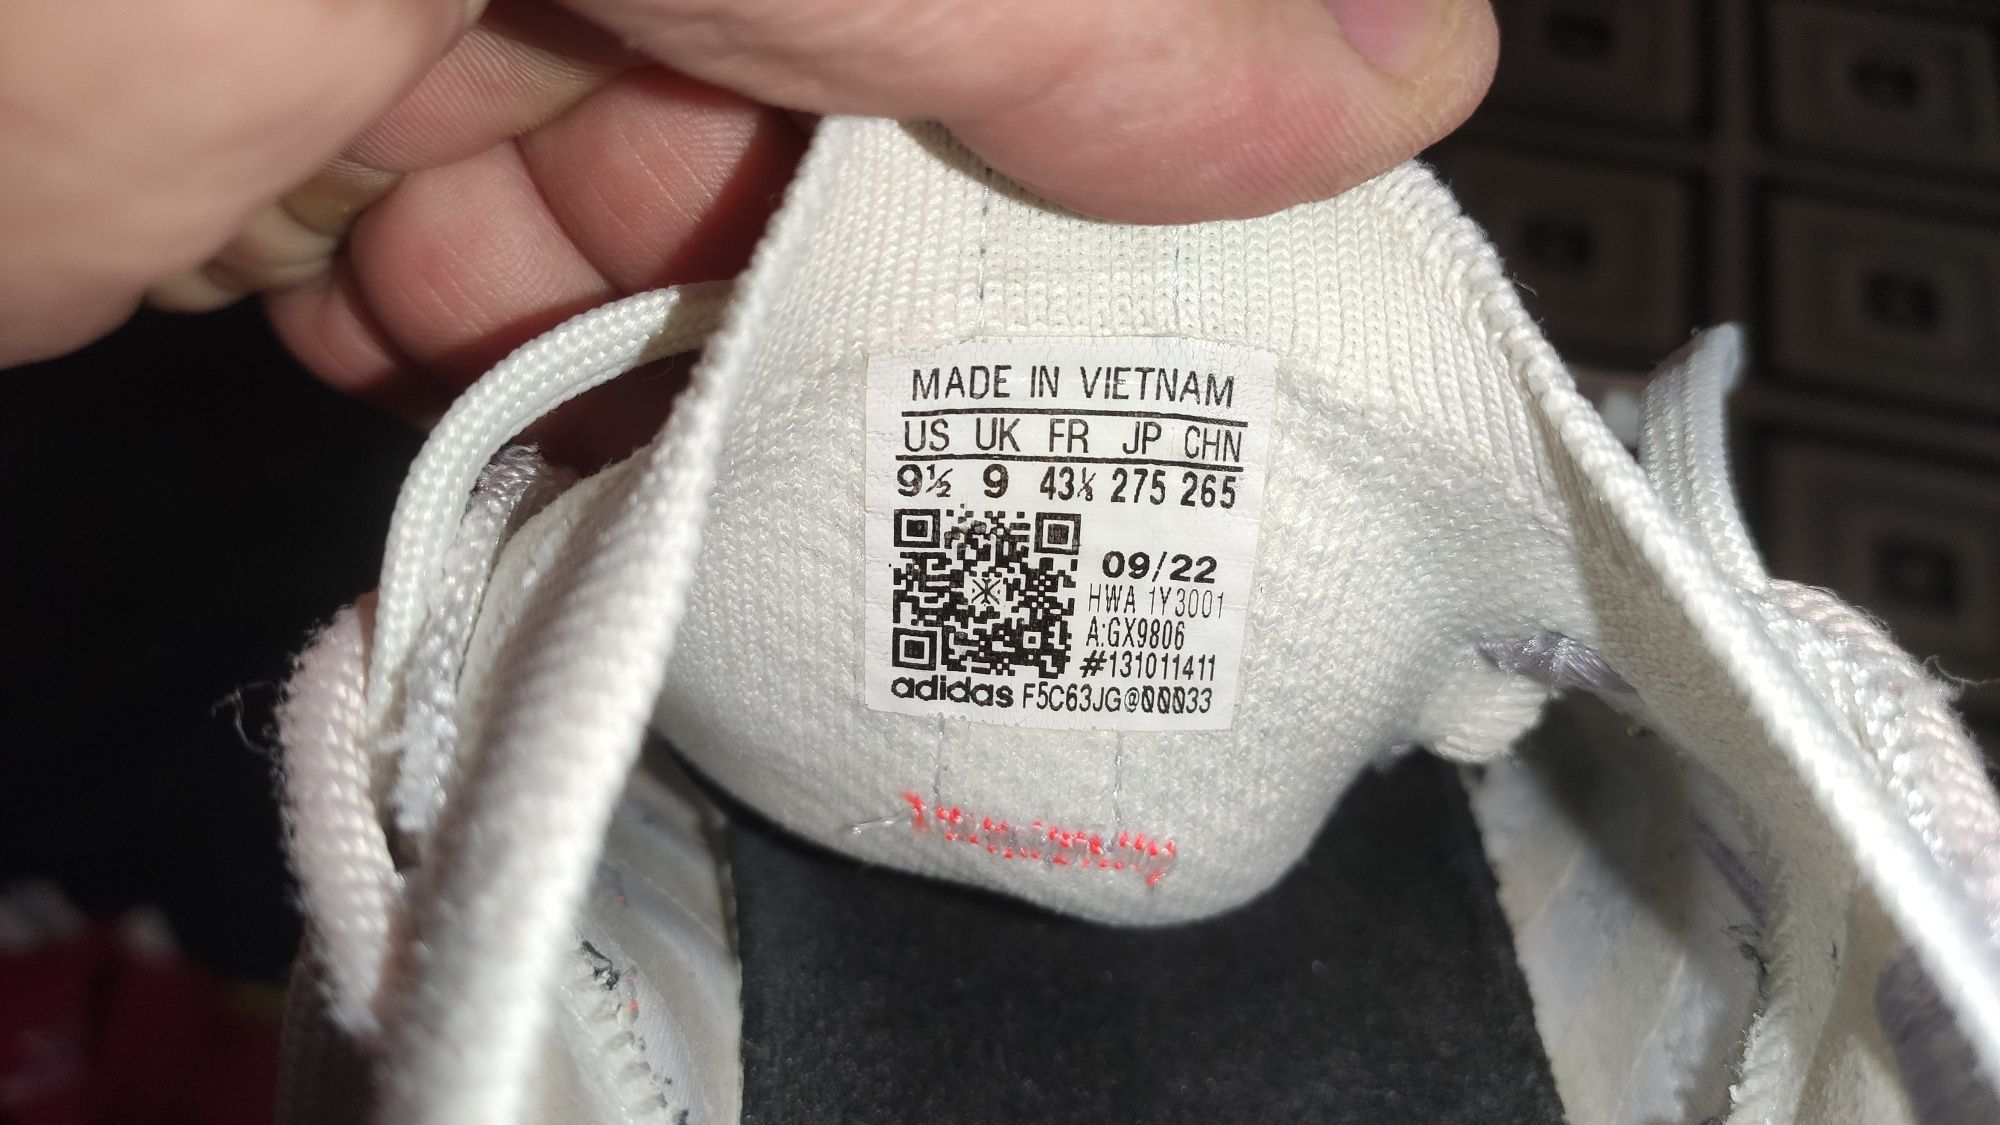 MADE IN VIETNAM
US UK FR JP CHN
9½ 9 43⅓ 275 265
09/22
HWA 1Y3001
A:GX9806
#131011411
adidas F5C63JG@00033